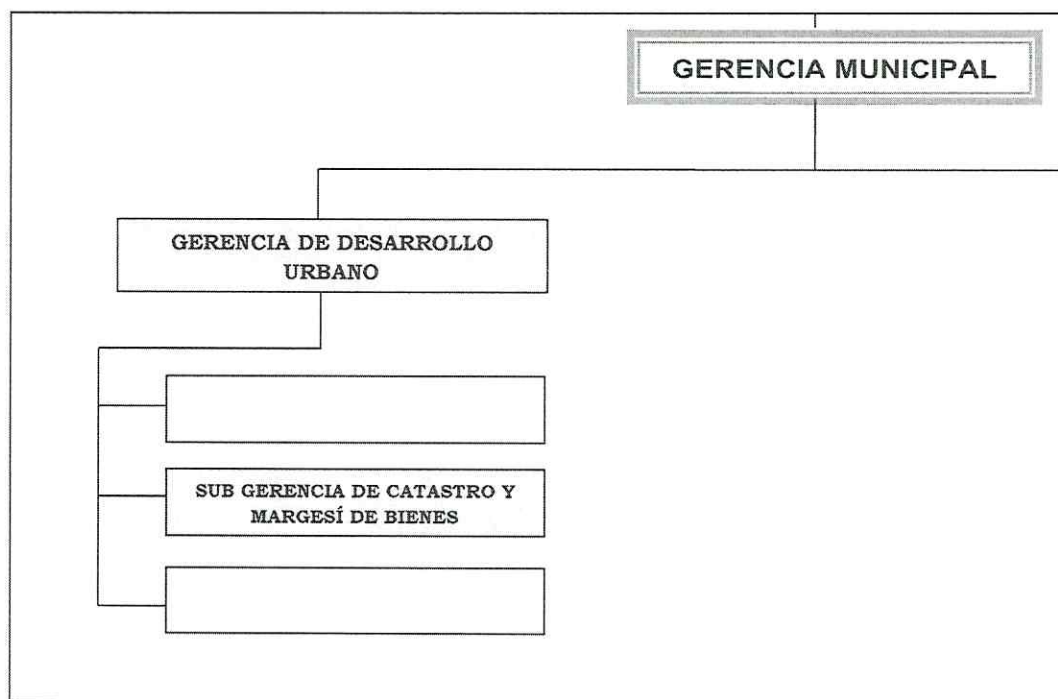 GERENCIA MUNICIPAL
GERENCIA DE DESARROLLO
URBANO
SUB GERENCIA DE CATASTRO Y
MARGESÍ DE BIENES